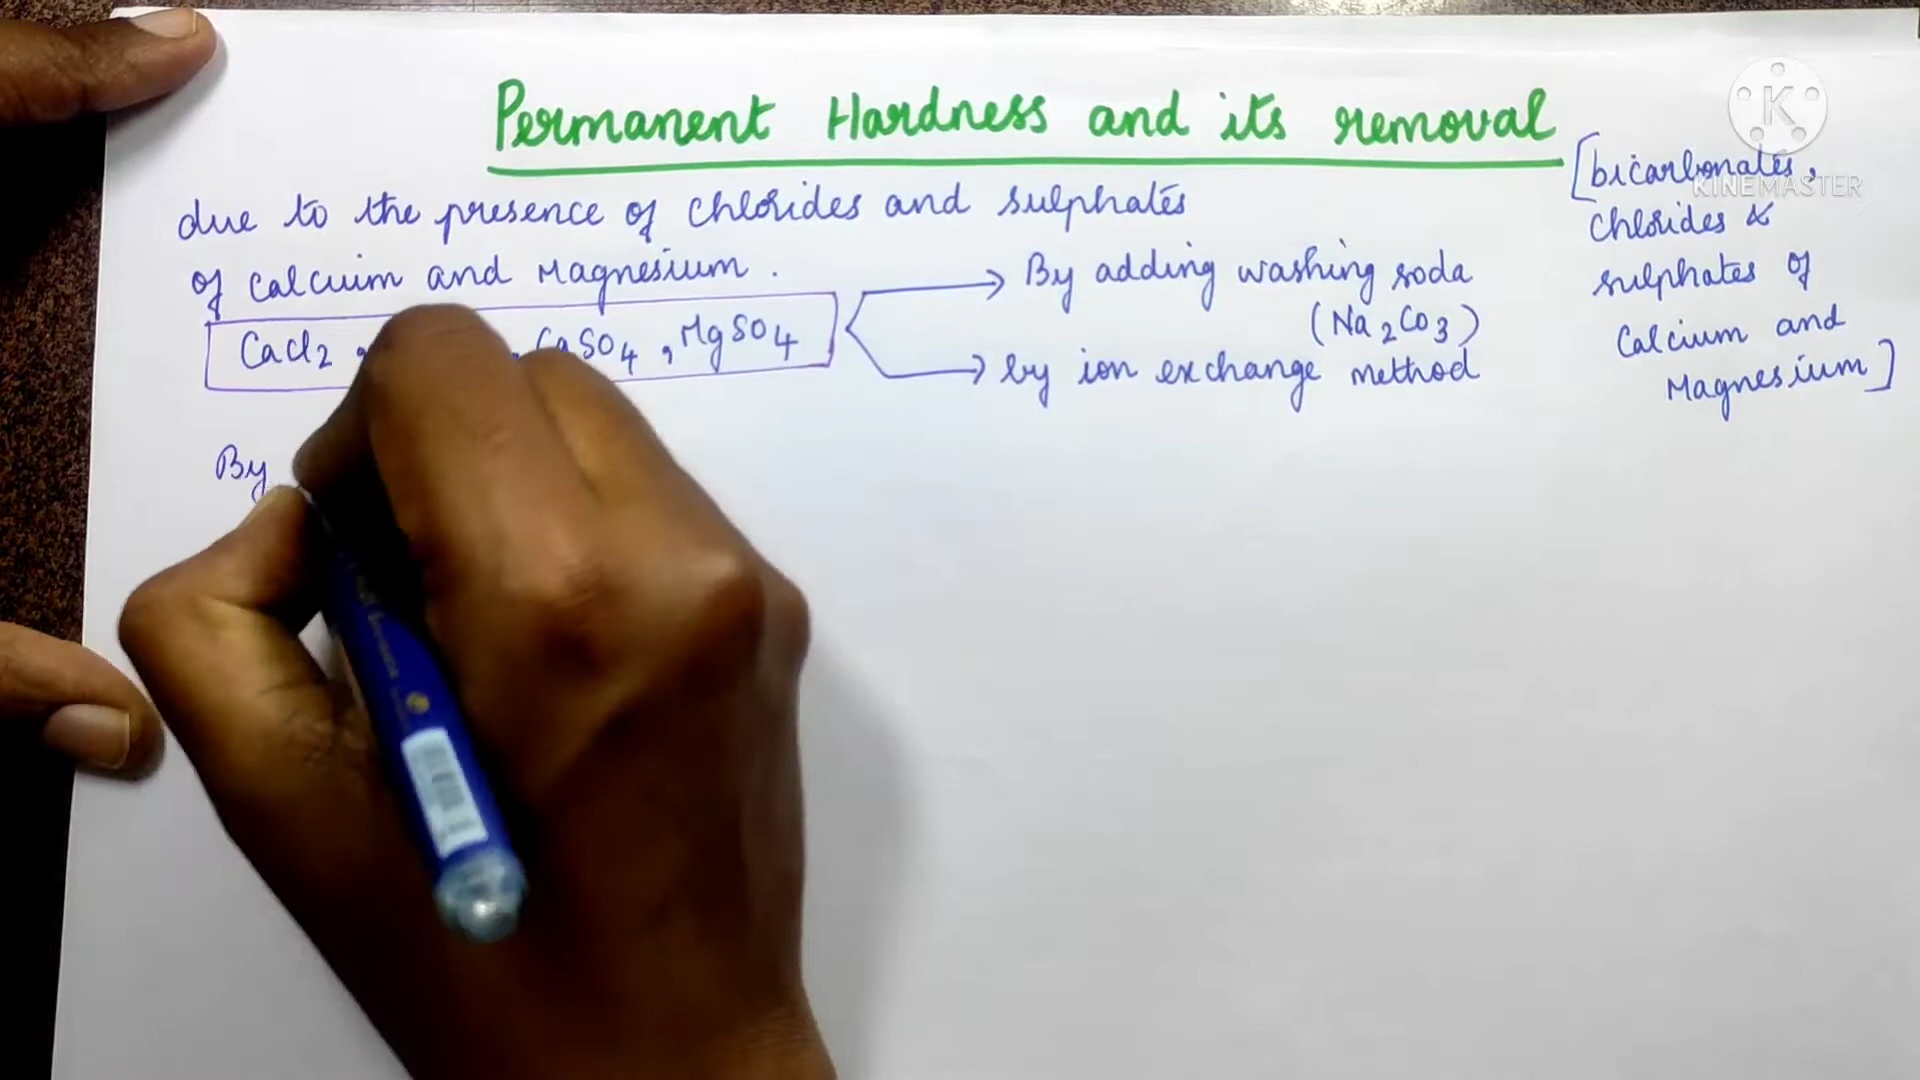 Permanent Hardness and its removal
due to the presence of chlorides and sulphates
of calcium and Magnesium .
CaCl2 , , CaSO4 , MgSO4
By adding washing soda
(Na2Co3)
by ion exchange method
[bicarbonates,
chlorides &
sulphates of
Calcium and
Magnesium]
By
K
KINEMASTER